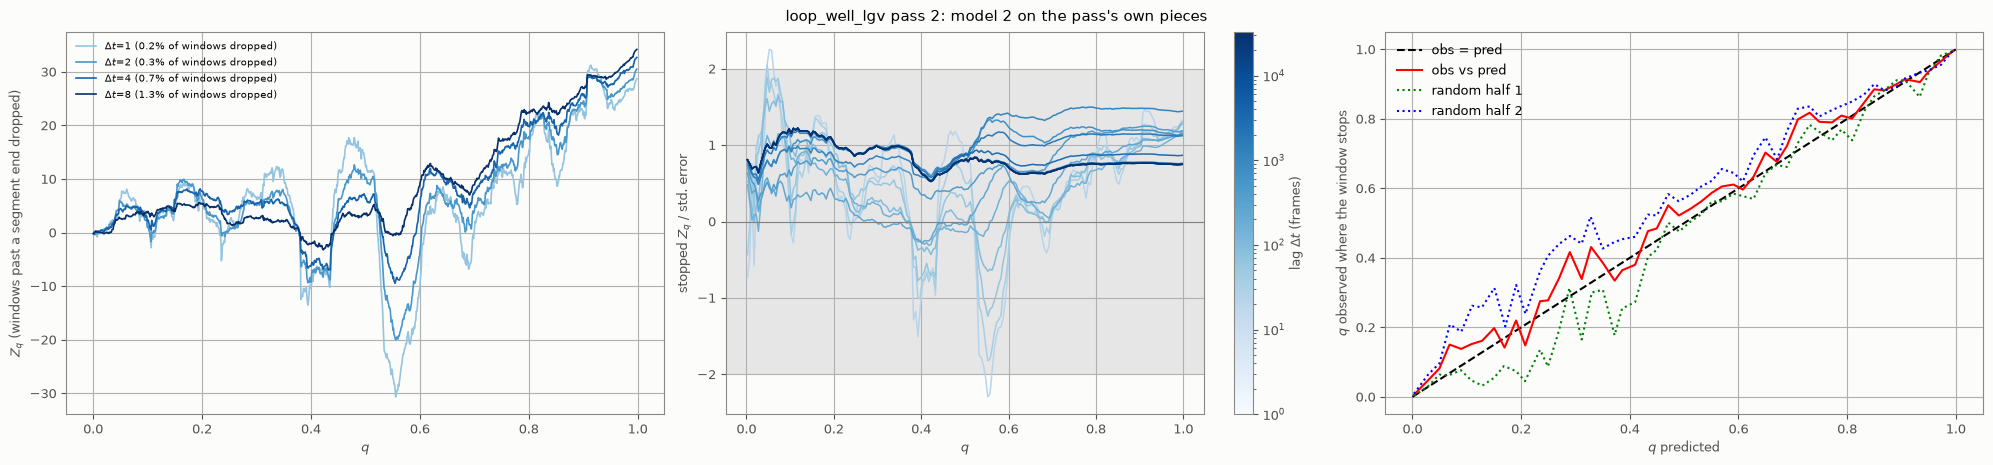 loop_well_lgv pass 2: model 2 on the pass's own pieces
Z_q (windows past a segment end dropped)
30
20
10
0
−10
−20
−30
Δt=1 (0.2% of windows dropped)
Δt=2 (0.3% of windows dropped)
Δt=4 (0.7% of windows dropped)
Δt=8 (1.3% of windows dropped)
0.0 0.2 0.4 0.6 0.8 1.0
q
stopped Z_q / std. error
2
1
0
−1
−2
0.0 0.2 0.4 0.6 0.8 1.0
q
10^4
10^3
10^2
10^1
10^0
lag Δt (frames)
q observed where the window stops
1.0
0.8
0.6
0.4
0.2
0.0
obs = pred
obs vs pred
random half 1
random half 2
0.0 0.2 0.4 0.6 0.8 1.0
q predicted